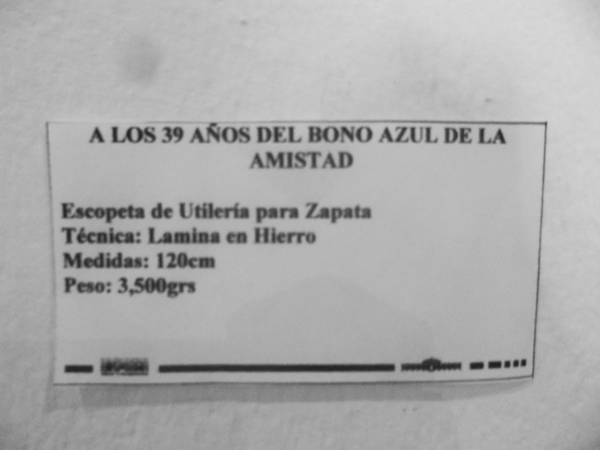 A LOS 39 AÑOS DEL BONO AZUL DE LA
AMISTAD
Escopeta de Utilería para Zapata
Técnica: Lamina en Hierro
Medidas: 120cm
Peso: 3,500grs